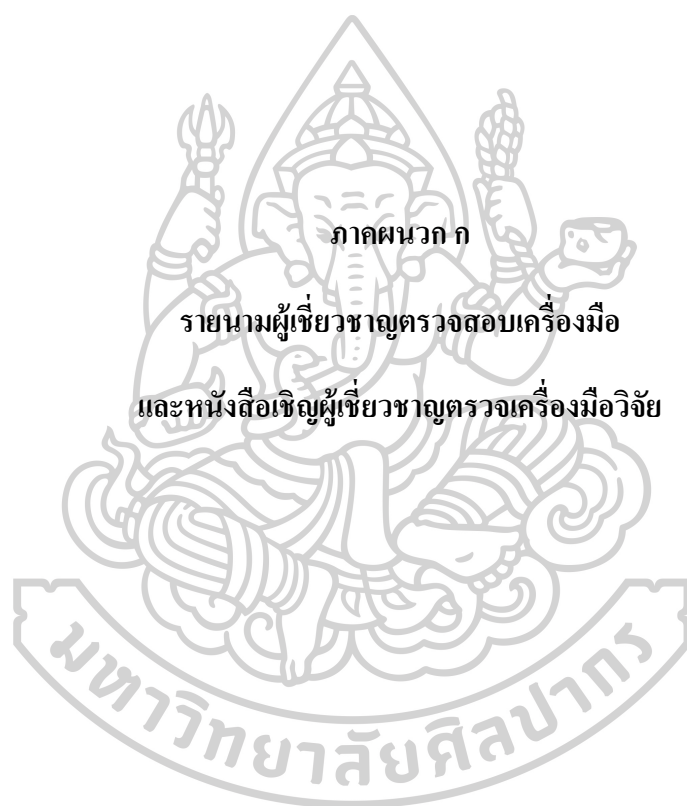 ภาคผนวก ก
รายนามผู้เชี่ยวชาญตรวจสอบเครื่องมือ
และหนังสือเชิญผู้เชี่ยวชาญตรวจเครื่องมือวิจัย
มหาวิทยาลัยศิลปากร